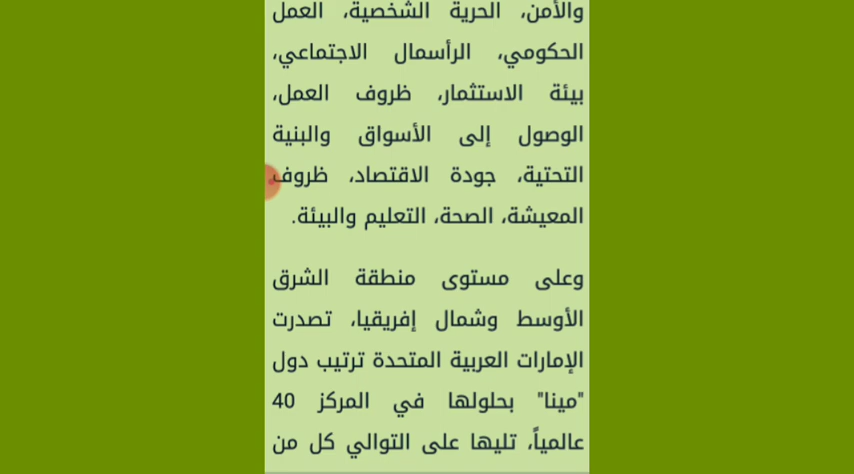 والأمن، الحرية الشخصية، العمل
الحكومي، الرأسمال الاجتماعي،
بيئة الاستثمار، ظروف العمل،
الوصول إلى الأسواق والبنية
التحتية، جودة الاقتصاد، ظروف
المعيشة، الصحة، التعليم والبيئة.
وعلى مستوى منطقة الشرق
الأوسط وشمال إفريقيا، تصدرت
الإمارات العربية المتحدة ترتيب دول
"مينا" بحلولها في المركز 40
عالمياً، تليها على التوالي كل من